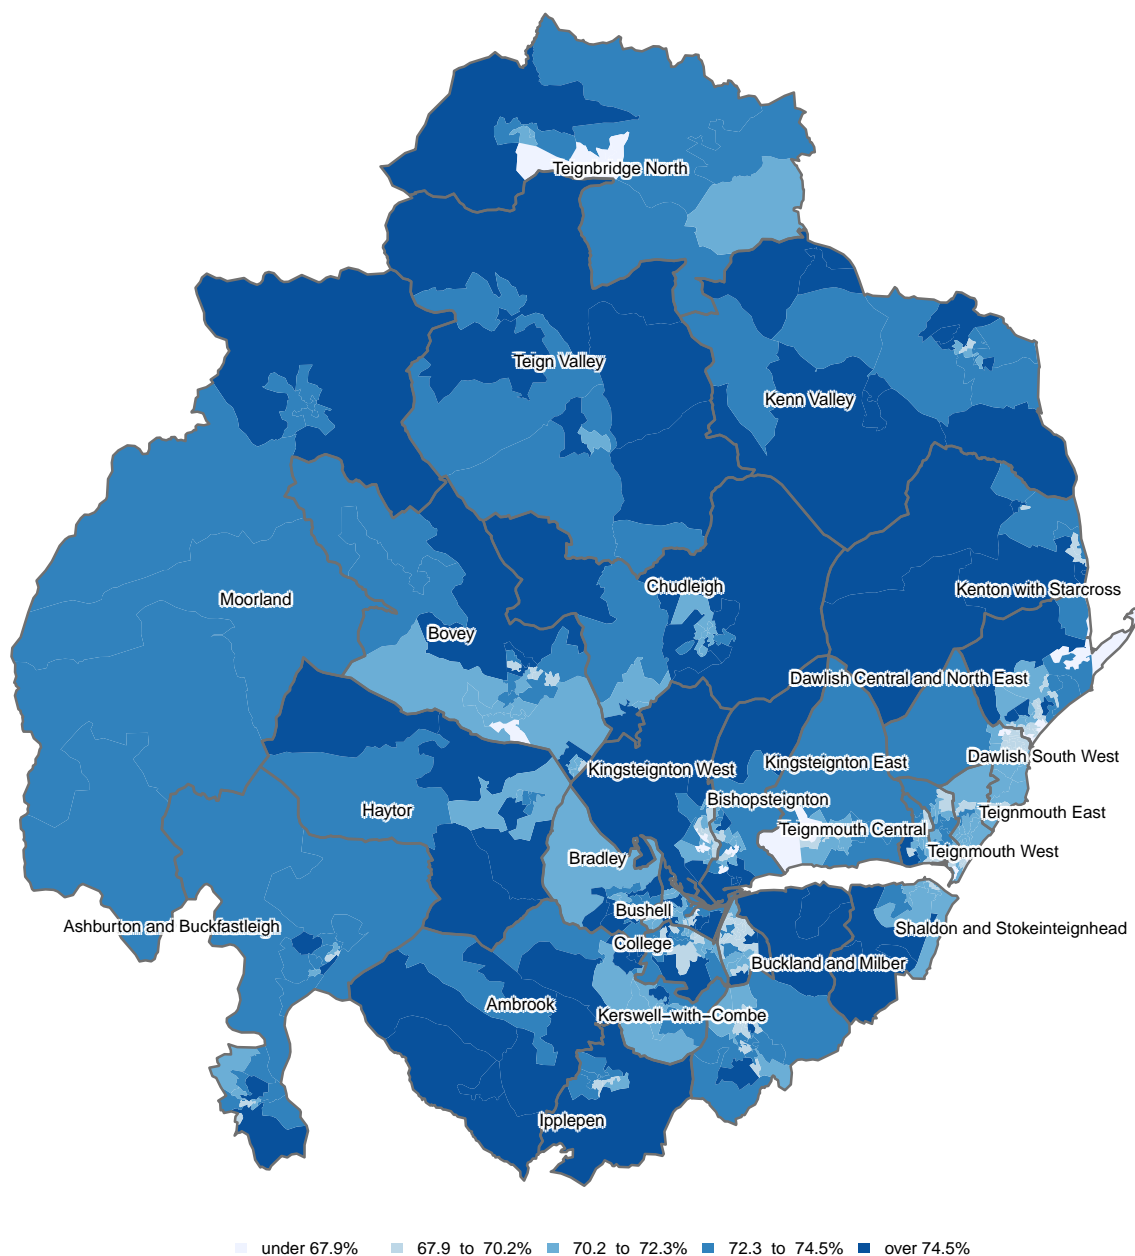 Teignbridge North
Teign Valley
Kenn Valley
Chudleigh
Kenton with Starcross
Moorland
Bovey
Dawlish Central and North East
Dawlish South West
Kingsteignton East
Kingsteignton West
Bishopsteignton
Haytor
Teignmouth East
Teignmouth Central
Teignmouth West
Bradley
Bushell
Ashburton and Buckfastleigh
Shaldon and Stokeinteignhead
College
Buckland and Milber
Ambrook
Kerswell−with−Combe
Ipplepen
under 67.9% 67.9 to 70.2% 70.2 to 72.3% 72.3 to 74.5% over 74.5%